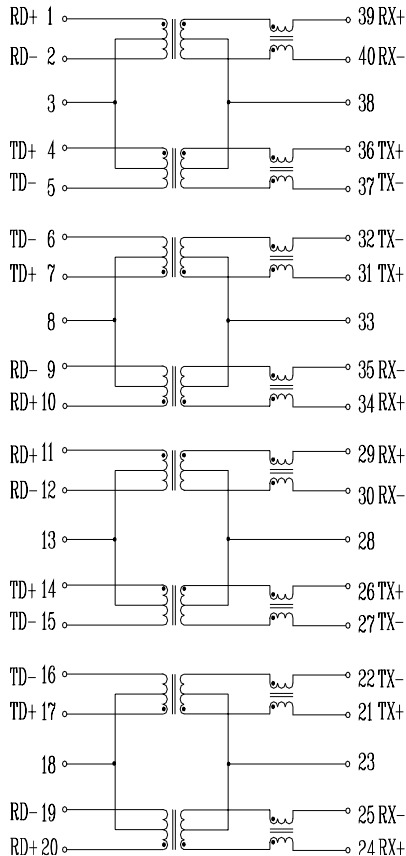 RD+ 1 39 RX+
RD- 2 40 RX-
3 38
TD+ 4 36 TX+
TD- 5 37 TX-
TD- 6 32 TX-
TD+ 7 31 TX+
8 33
RD- 9 35 RX-
RD+ 10 34 RX+
RD+ 11 29 RX+
RD- 12 30 RX-
13 28
TD+ 14 26 TX+
TD- 15 27 TX-
TD- 16 22 TX-
TD+ 17 21 TX+
18 23
RD- 19 25 RX-
RD+ 20 24 RX+